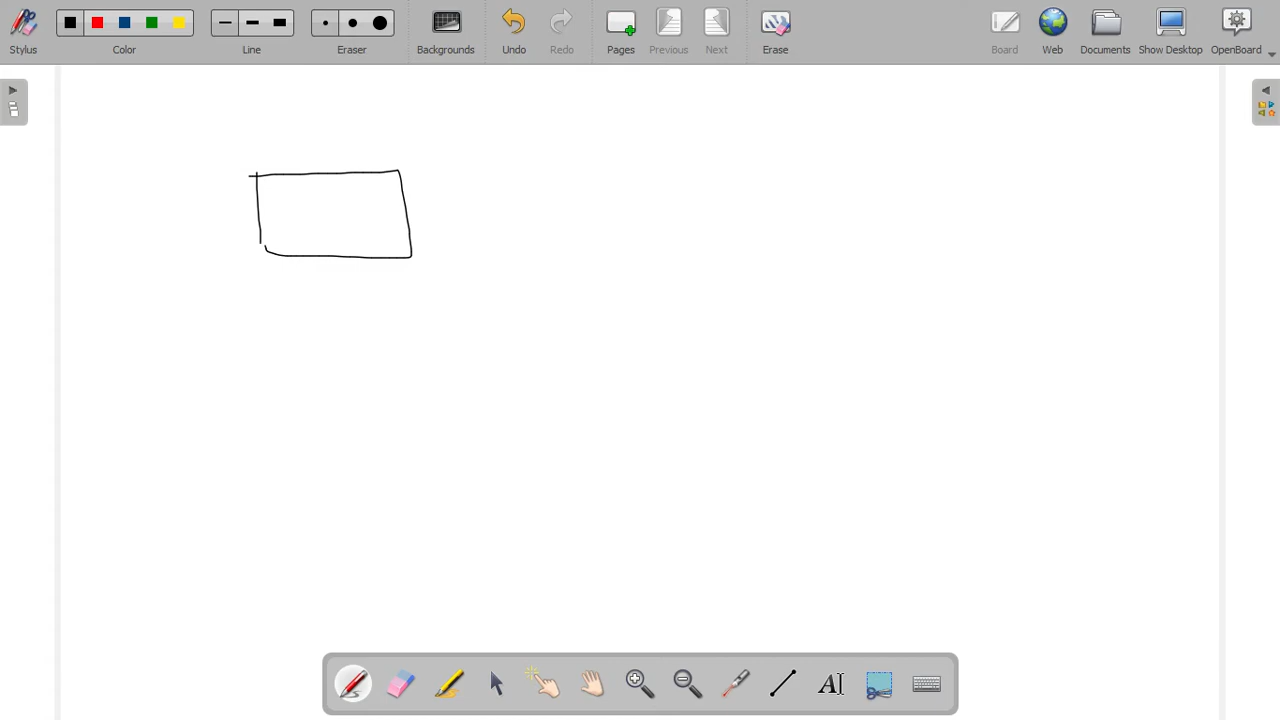 Stylus
Color
Line
Eraser
Backgrounds
Undo
Redo
Pages
Previous
Next
Erase
Board
Web
Documents
Show Desktop
OpenBoard
A